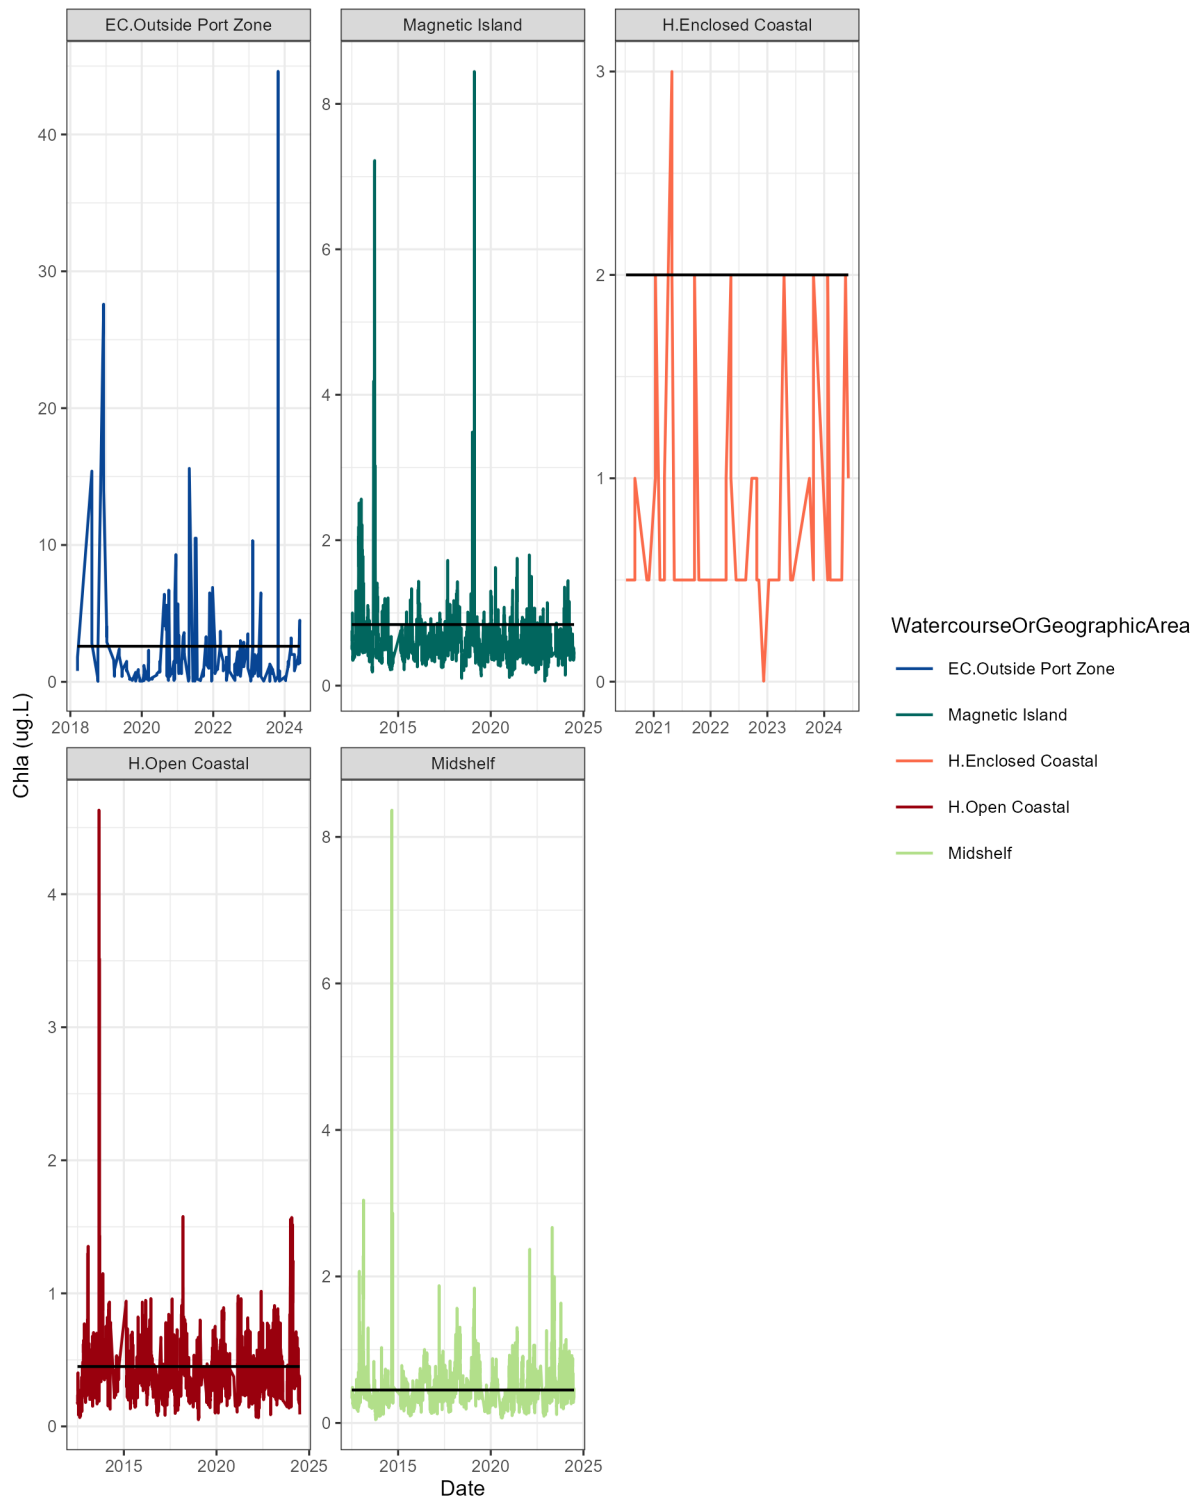 EC.Outside Port Zone
Magnetic Island
H.Enclosed Coastal
40
30
20
10
0
2018 2020 2022 2024
8
6
4
2
0
2015 2020 2025
3
2
1
0
2021 2022 2023 2024
H.Open Coastal
Midshelf
4
3
2
1
0
2015 2020 2025
8
6
4
2
0
2015 2020 2025
Chla (ug.L)
Date
WatercourseOrGeographicArea
EC.Outside Port Zone
Magnetic Island
H.Enclosed Coastal
H.Open Coastal
Midshelf